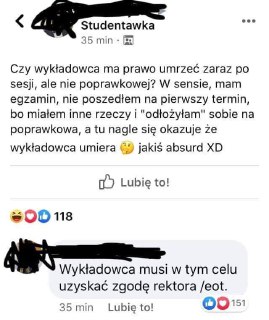 Studentawka
35 min ·
Czy wykładowca ma prawo umrzeć zaraz po
sesji, ale nie poprawkowej? W sensie, mam
egzamin, nie poszedłem na pierwszy termin,
bo miałem inne rzeczy i "odłożyłam" sobie na
poprawkowa, a tu nagle się okazuje że
wykładowca umiera 🤔 jakiś absurd XD
Lubię to!
118
Wykładowca musi w tym celu
uzyskać zgodę rektora /eot.
35 min Lubię to! 151